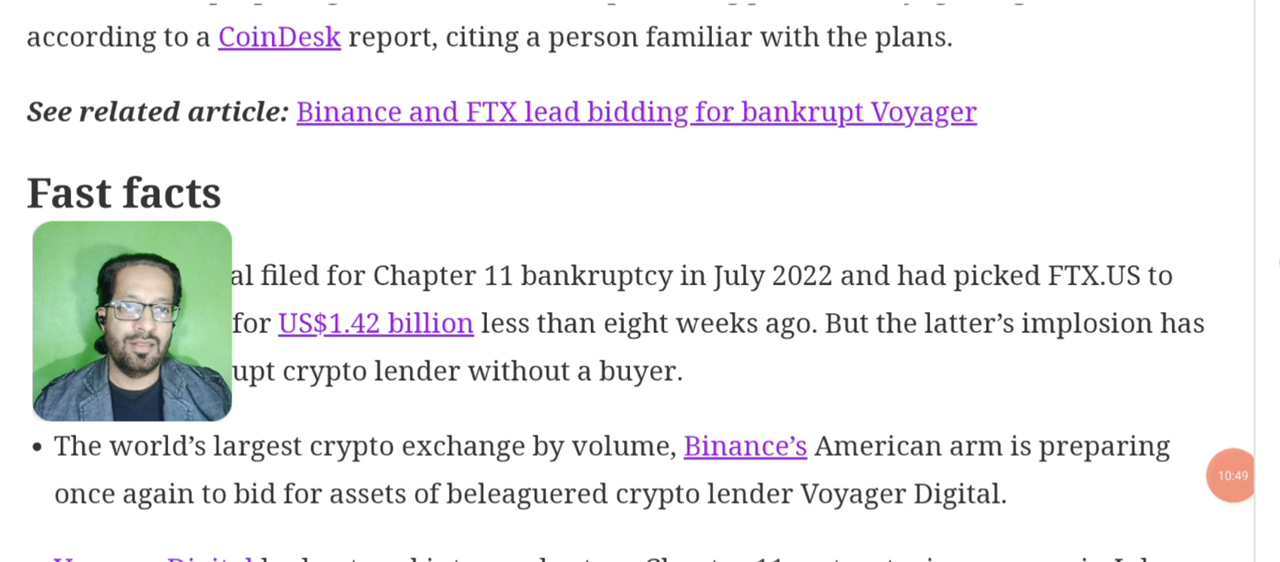 according to a CoinDesk report, citing a person familiar with the plans.
See related article: Binance and FTX lead bidding for bankrupt Voyager
Fast facts
al filed for Chapter 11 bankruptcy in July 2022 and had picked FTX.US to
for US$1.42 billion less than eight weeks ago. But the latter’s implosion has
upt crypto lender without a buyer.
• The world’s largest crypto exchange by volume, Binance’s American arm is preparing
once again to bid for assets of beleaguered crypto lender Voyager Digital.
10:49